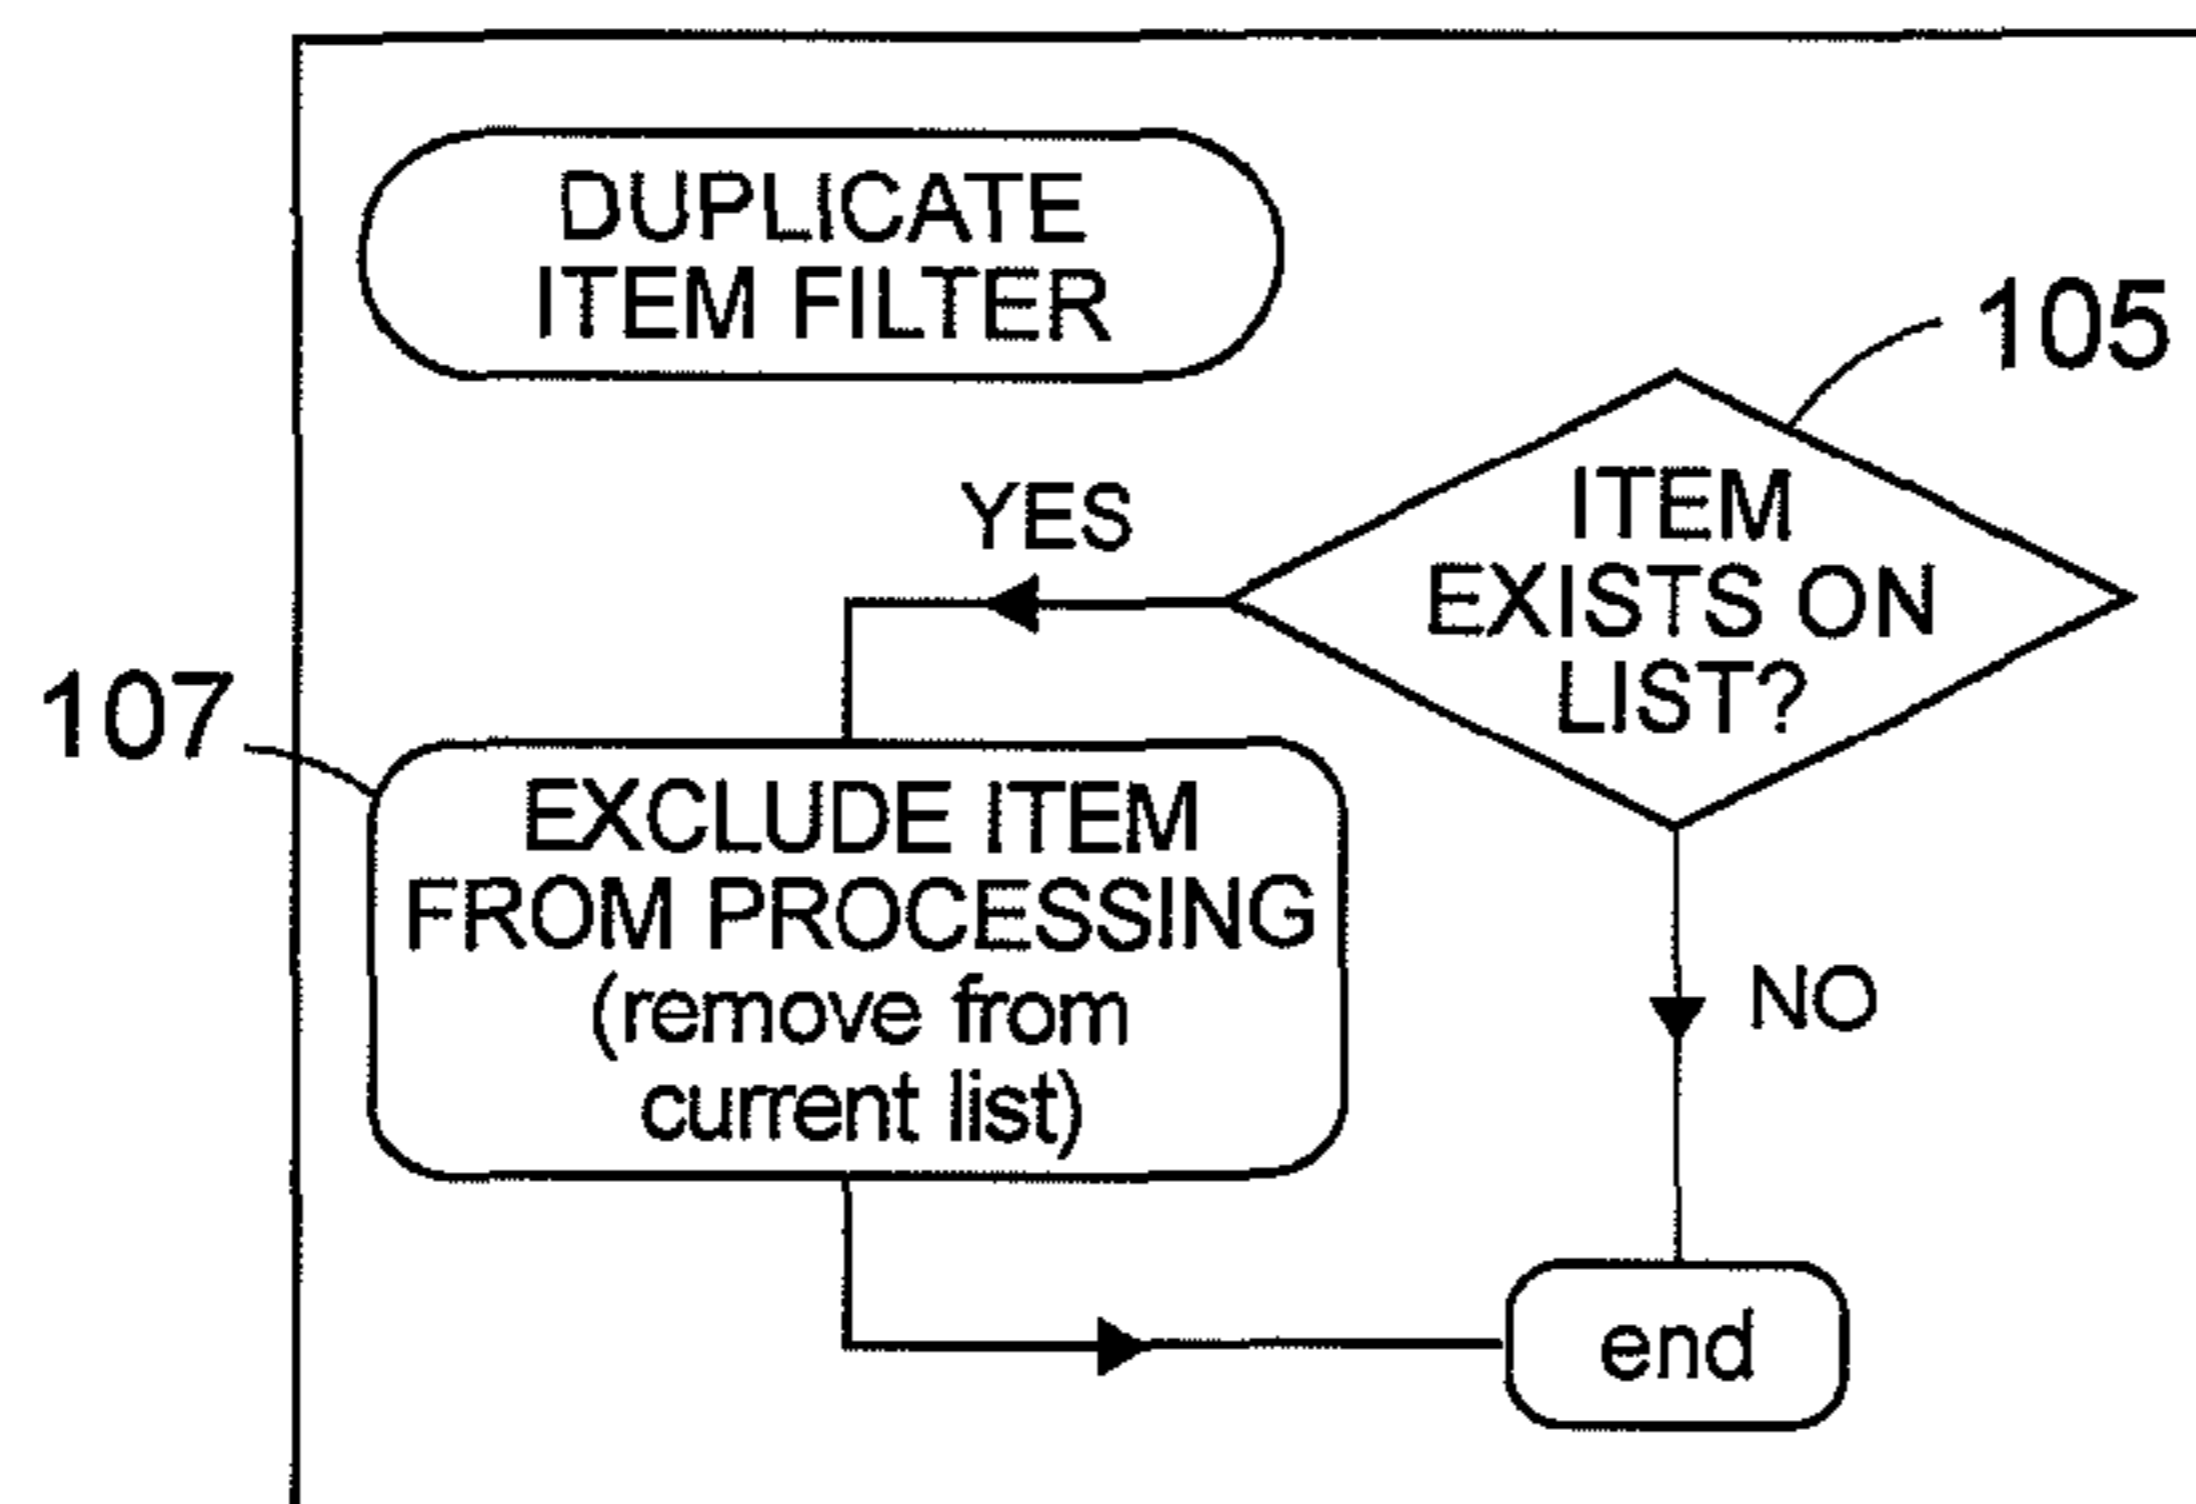 DUPLICATE
ITEM FILTER
105
ITEM
EXISTS ON
LIST?
YES
107
EXCLUDE ITEM
FROM PROCESSING
(remove from
current list)
NO
end